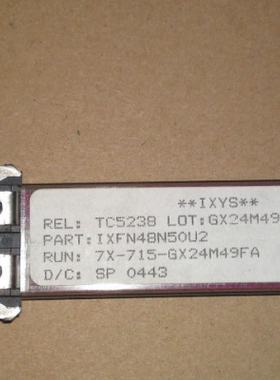 **IXYS**
REL: TC5238 LOT:GX24M49
PART:IXFN48N50U2
RUN: 7X-715-GX24M49FA
D/C: SP 0443